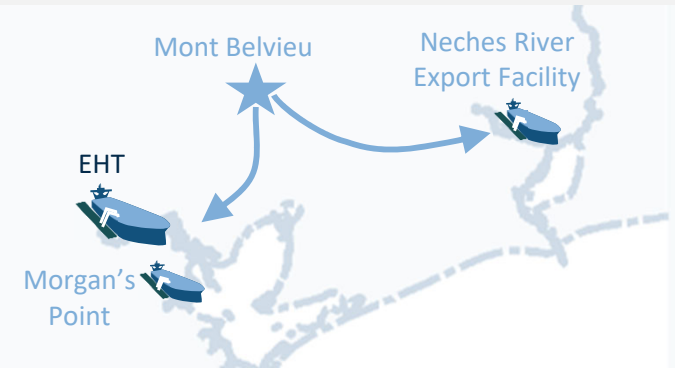 Mont Belvieu
Neches River
Export Facility
EHT
Morgan's
Point